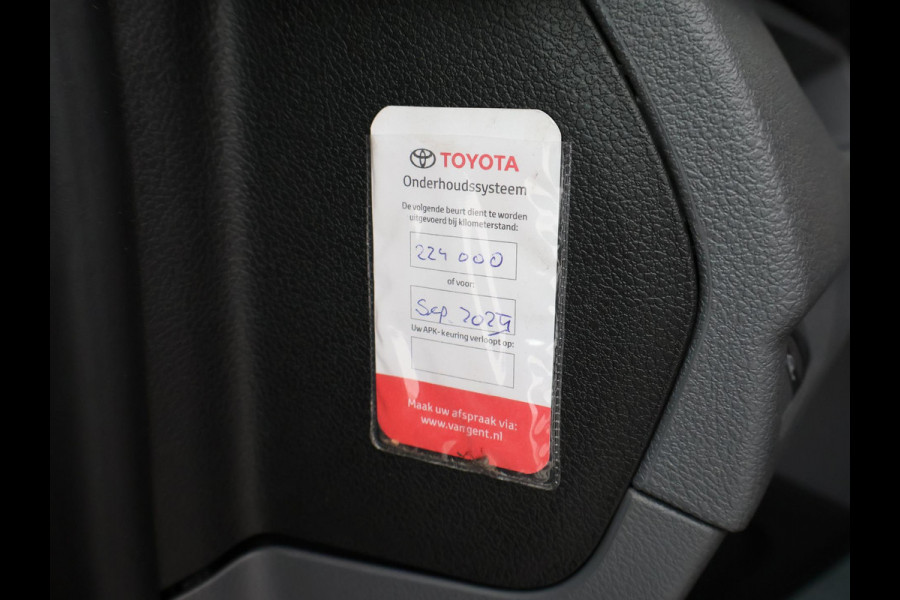 TOYOTA
Onderhoudssysteem
De volgende beurt dient te worden
uitgevoerd bij kilometerstand:
224 000
of voor:
Sep. 2024
Uw APK-keuring verloopt op:
Maak uw afspraak via:
www.vangent.nl